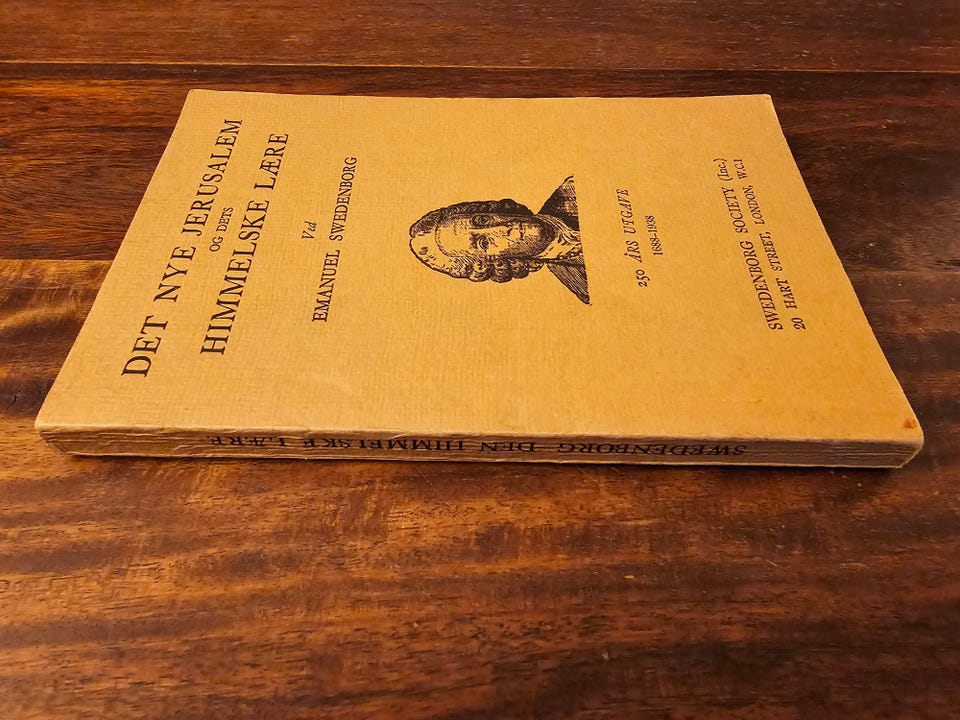 DET NYE JERUSALEM
OG DETS
HIMMELSKE LÆRE
Ved
EMANUEL SWEDENBORG
250 ÅRS UTGAVE
1688-1938
SWEDENBORG SOCIETY (Inc.)
20 HART STREET, LONDON, W.C.1
SWEDENBORG DEN HIMMELSKE LÆRE